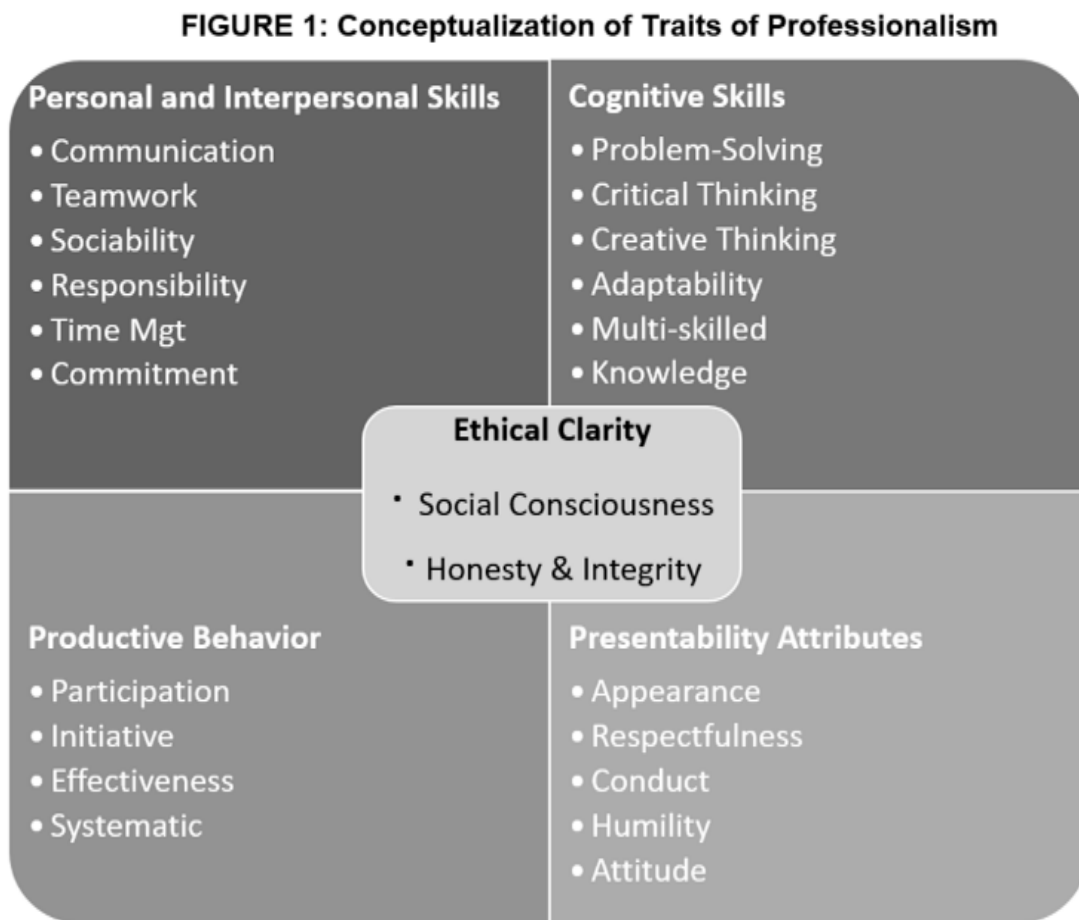 FIGURE 1: Conceptualization of Traits of Professionalism
Personal and Interpersonal Skills
• Communication
• Teamwork
• Sociability
• Responsibility
• Time Mgt
• Commitment
Cognitive Skills
• Problem-Solving
• Critical Thinking
• Creative Thinking
• Adaptability
• Multi-skilled
• Knowledge
Ethical Clarity
· Social Consciousness
· Honesty & Integrity
Productive Behavior
• Participation
• Initiative
• Effectiveness
• Systematic
Presentability Attributes
• Appearance
• Respectfulness
• Conduct
• Humility
• Attitude